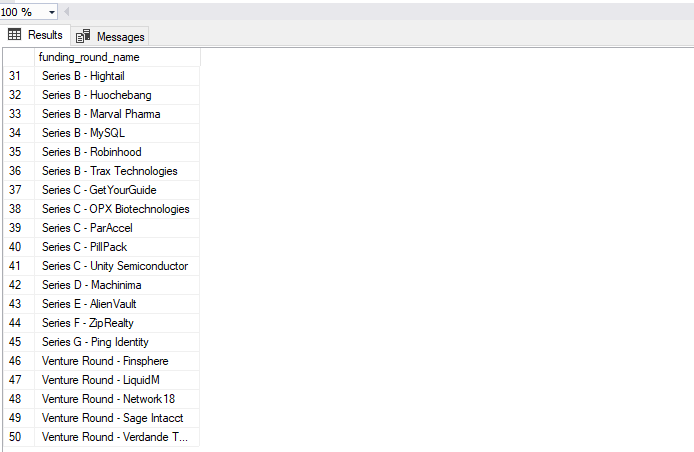 100 %
Results Messages
funding_round_name
31 Series B - Hightail
32 Series B - Huochebang
33 Series B - Marval Pharma
34 Series B - MySQL
35 Series B - Robinhood
36 Series B - Trax Technologies
37 Series C - GetYourGuide
38 Series C - OPX Biotechnologies
39 Series C - ParAccel
40 Series C - PillPack
41 Series C - Unity Semiconductor
42 Series D - Machinima
43 Series E - AlienVault
44 Series F - ZipRealty
45 Series G - Ping Identity
46 Venture Round - Finsphere
47 Venture Round - LiquidM
48 Venture Round - Network18
49 Venture Round - Sage Intacct
50 Venture Round - Verdande T...